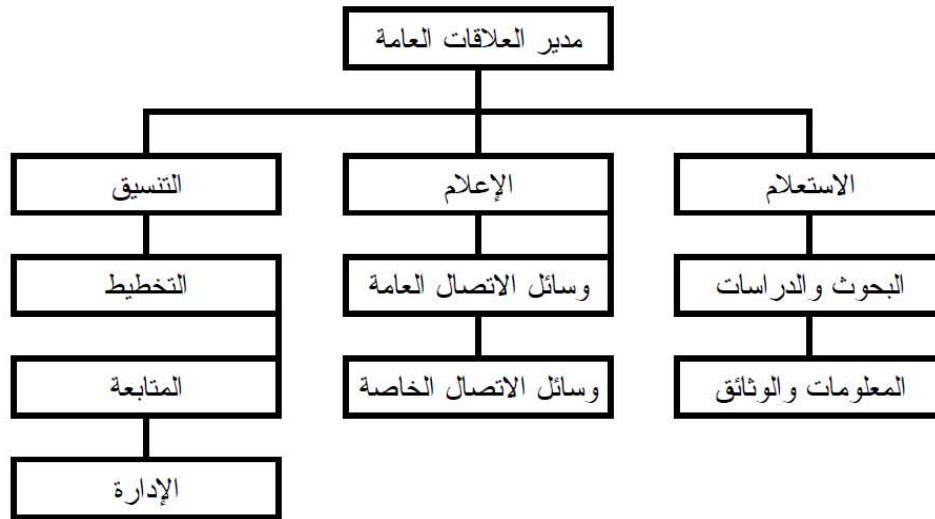 مدير العلاقات العامة
الاستعلام
الإعلام
التنسيق
البحوث والدراسات
وسائل الاتصال العامة
التخطيط
المعلومات والوثائق
وسائل الاتصال الخاصة
المتابعة
الإدارة